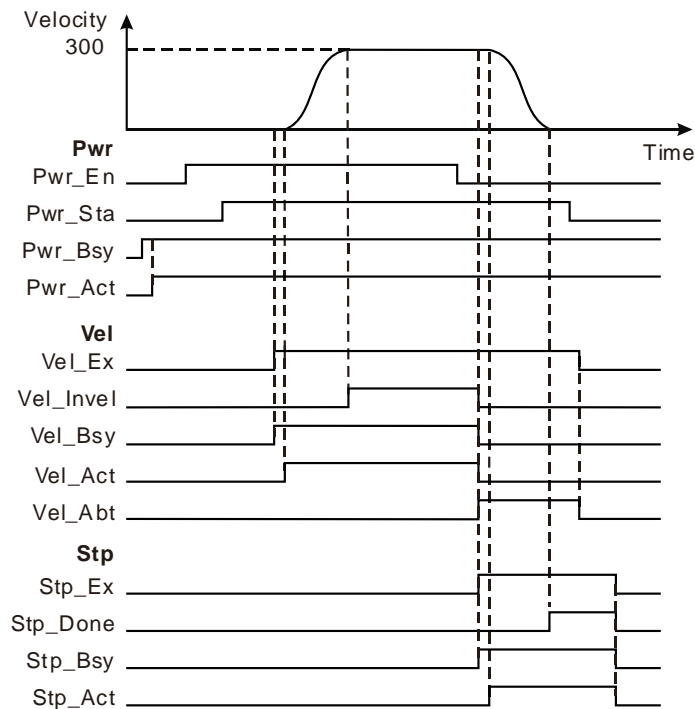 Velocity
300
Time
Pwr
Pwr_En
Pwr_Sta
Pwr_Bsy
Pwr_Act
Vel
Vel_Ex
Vel_Invel
Vel_Bsy
Vel_Act
Vel_Abt
Stp
Stp_Ex
Stp_Done
Stp_Bsy
Stp_Act